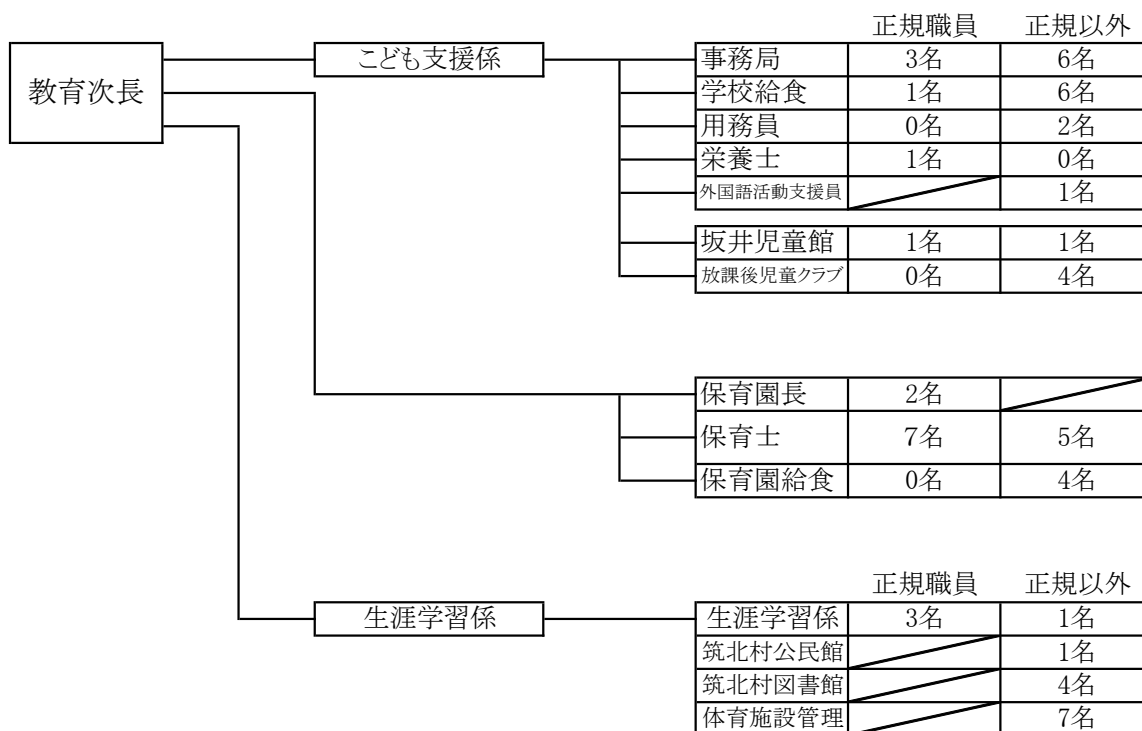 正規職員 正規以外
教育次長
こども支援係
事務局 3名 6名
学校給食 1名 6名
用務員 0名 2名
栄養士 1名 0名
外国語活動支援員 1名
坂井児童館 1名 1名
放課後児童クラブ 0名 4名
保育園長 2名
保育士 7名 5名
保育園給食 0名 4名
正規職員 正規以外
生涯学習係
生涯学習係 3名 1名
筑北村公民館 1名
筑北村図書館 4名
体育施設管理 7名